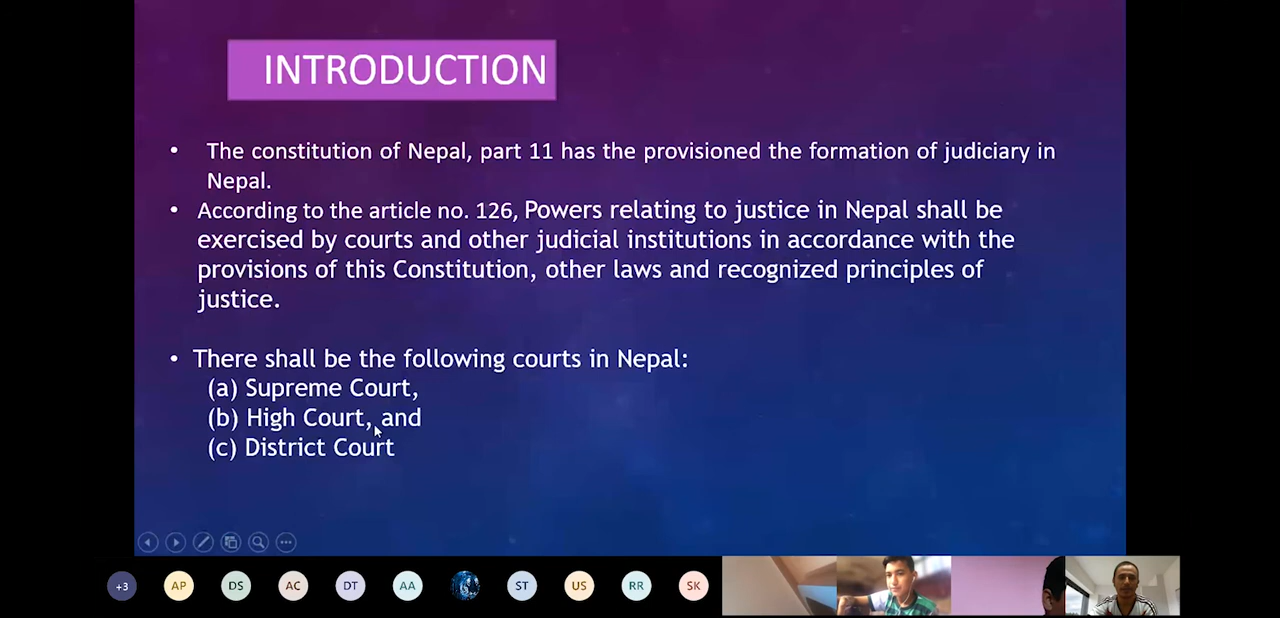 INTRODUCTION
• The constitution of Nepal, part 11 has the provisioned the formation of judiciary in
Nepal.
• According to the article no. 126, Powers relating to justice in Nepal shall be
exercised by courts and other judicial institutions in accordance with the
provisions of this Constitution, other laws and recognized principles of
justice.
• There shall be the following courts in Nepal:
(a) Supreme Court,
(b) High Court, and
(c) District Court
+3 AP DS AC DT AA ST US RR SK